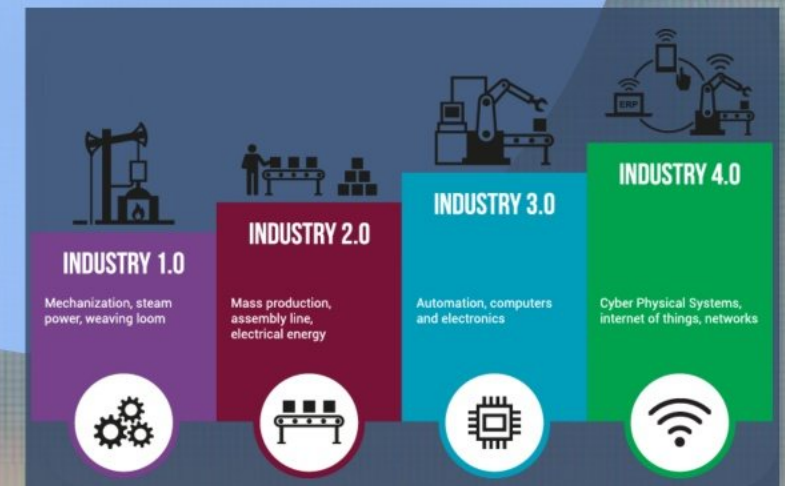 ERP
INDUSTRY 1.0
Mechanization, steam
power, weaving loom
INDUSTRY 2.0
Mass production,
assembly line,
electrical energy
INDUSTRY 3.0
Automation, computers
and electronics
INDUSTRY 4.0
Cyber Physical Systems,
internet of things, networks